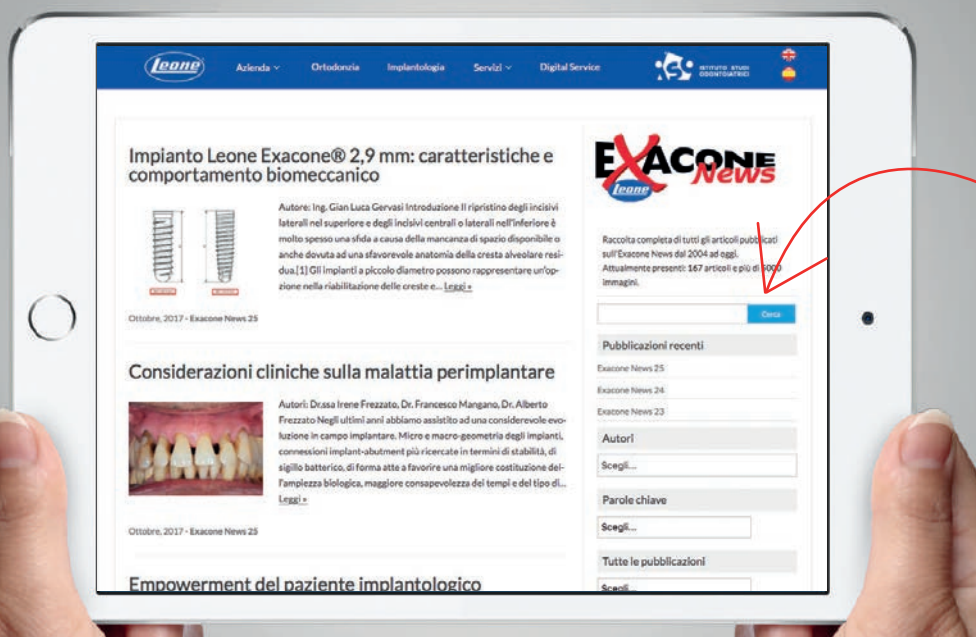 Leone
Azienda
Ortodonzia
Implantologia
Servizi
Digital Service
ISTITUTO STUDI
ODONTOIATRICI
Impianto Leone Exacone® 2,9 mm: caratteristiche e
comportamento biomeccanico
Autore: Ing. Gian Luca Gervasi Introduzione Il ripristino degli incisivi
laterali nel superiore e degli incisivi centrali o laterali nell'inferiore è
molto spesso una sfida a causa della mancanza di spazio disponibile o
anche dovuta ad una sfavorevole anatomia della cresta alveolare resi-
dua.[1] Gli impianti a piccolo diametro possono rappresentare un'op-
zione nella riabilitazione delle creste e... Leggi »
Ottobre, 2017 - Exacone News 25
Considerazioni cliniche sulla malattia perimplantare
Autori: Dr.ssa Irene Frezzato, Dr. Francesco Mangano, Dr. Alberto
Frezzato Negli ultimi anni abbiamo assistito ad una considerevole evo-
luzione in campo implantare. Micro e macro-geometria degli impianti,
connessioni implant-abutment più ricercate in termini di stabilità, di
sigillo batterico, di forma atte a favorire una migliore costituzione del-
l'ampiezza biologica, maggiore consapevolezza dei tempi e del tipo di...
Leggi »
Ottobre, 2017 - Exacone News 25
Empowerment del paziente implantologico
EXACONE
News
Leone
Raccolta completa di tutti gli articoli pubblicati
sull'Exacone News dal 2004 ad oggi.
Attualmente presenti: 167 articoli e più di 5000
immagini.
Cerca
Pubblicazioni recenti
Exacone News 25
Exacone News 24
Exacone News 23
Autori
Scegli...
Parole chiave
Scegli...
Tutte le pubblicazioni
Scegli...